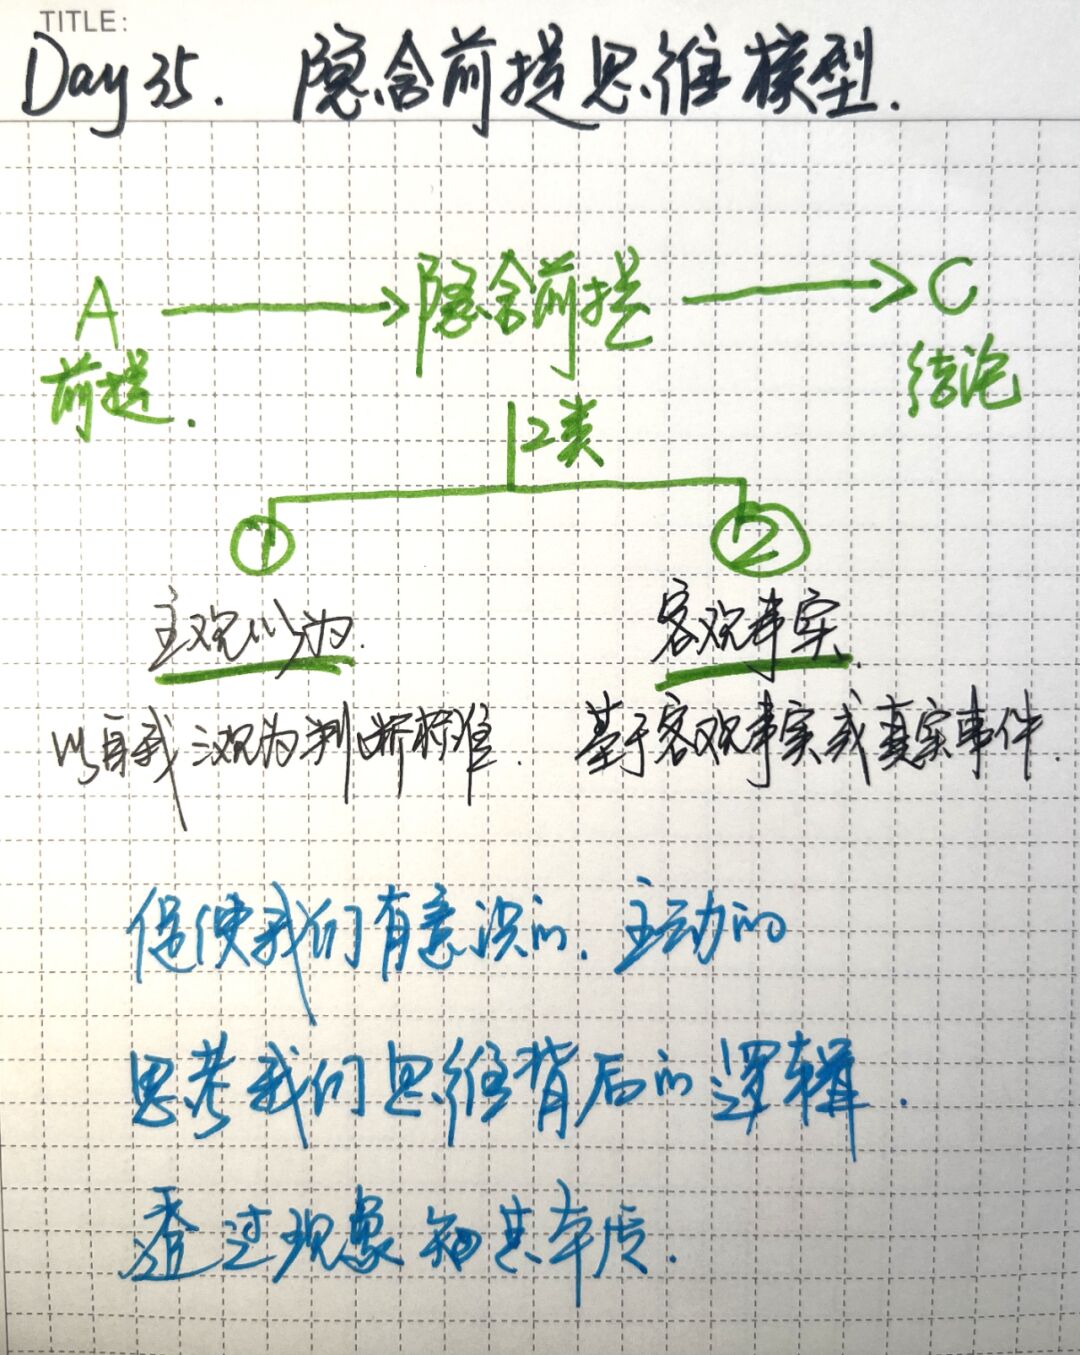 TITLE:
Day 35. 隐含前提思维模型.
A → 隐含前提 → C
前提. 结论
2类
① ②
主观以为. 客观事实.
以自我主观为判断标准. 基于客观事实或真实事件.
促使我们有意识的.主动的
思考我们思维背后的逻辑.
透过现象知其本质.